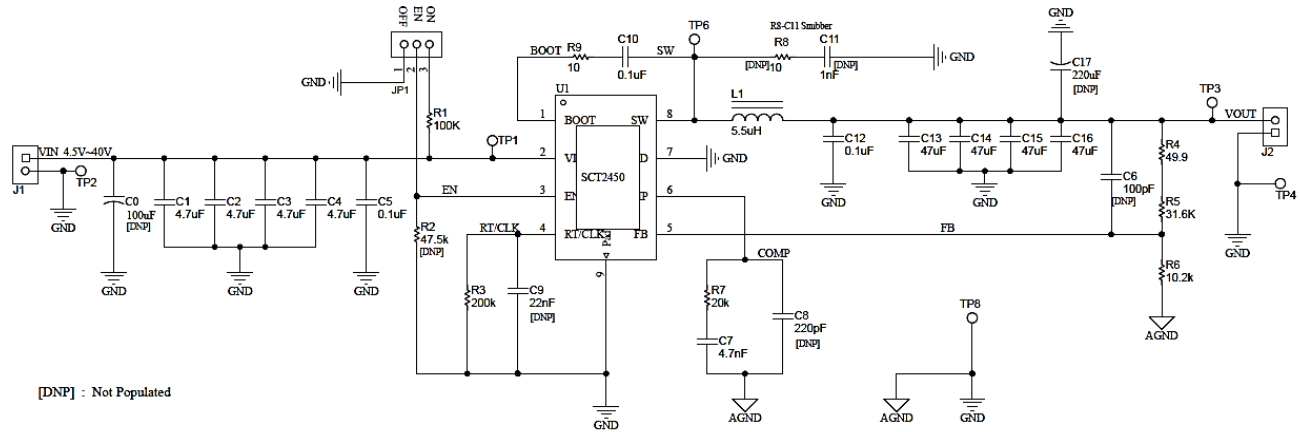 OFF
EN
ON
1
2
3
JP1
GND
R1
100K
BOOT
R9
10
C10
0.1uF
SW
TP6
R8-C11 Snubber
R8
[DNP] 10
C11
1nF
[DNP]
GND
GND
C17
220uF
[DNP]
U1
1
BOOT
SW
8
L1
5.5uH
TP3
VOUT
J2
VIN 4.5V~40V
TP1
2
VI
D
7
GND
SCT2450
C12
0.1uF
C13
47uF
C14
47uF
C15
47uF
C16
47uF
R4
49.9
J1
TP2
GND
EN
3
EN
P
6
GND
GND
C6
100pF
[DNP]
R5
31.6K
TP4
GND
C0
100uF
[DNP]
C1
4.7uF
C2
4.7uF
C3
4.7uF
C4
4.7uF
C5
0.1uF
R2
47.5k
[DNP]
RT/CLK
4
RT/CLK
Pad
FB
5
FB
9
GND
GND
GND
COMP
R6
10.2k
AGND
R3
200k
C9
22nF
[DNP]
R7
20k
C7
4.7nF
C8
220pF
[DNP]
TP8
[DNP] : Not Populated
GND
AGND
AGND
GND